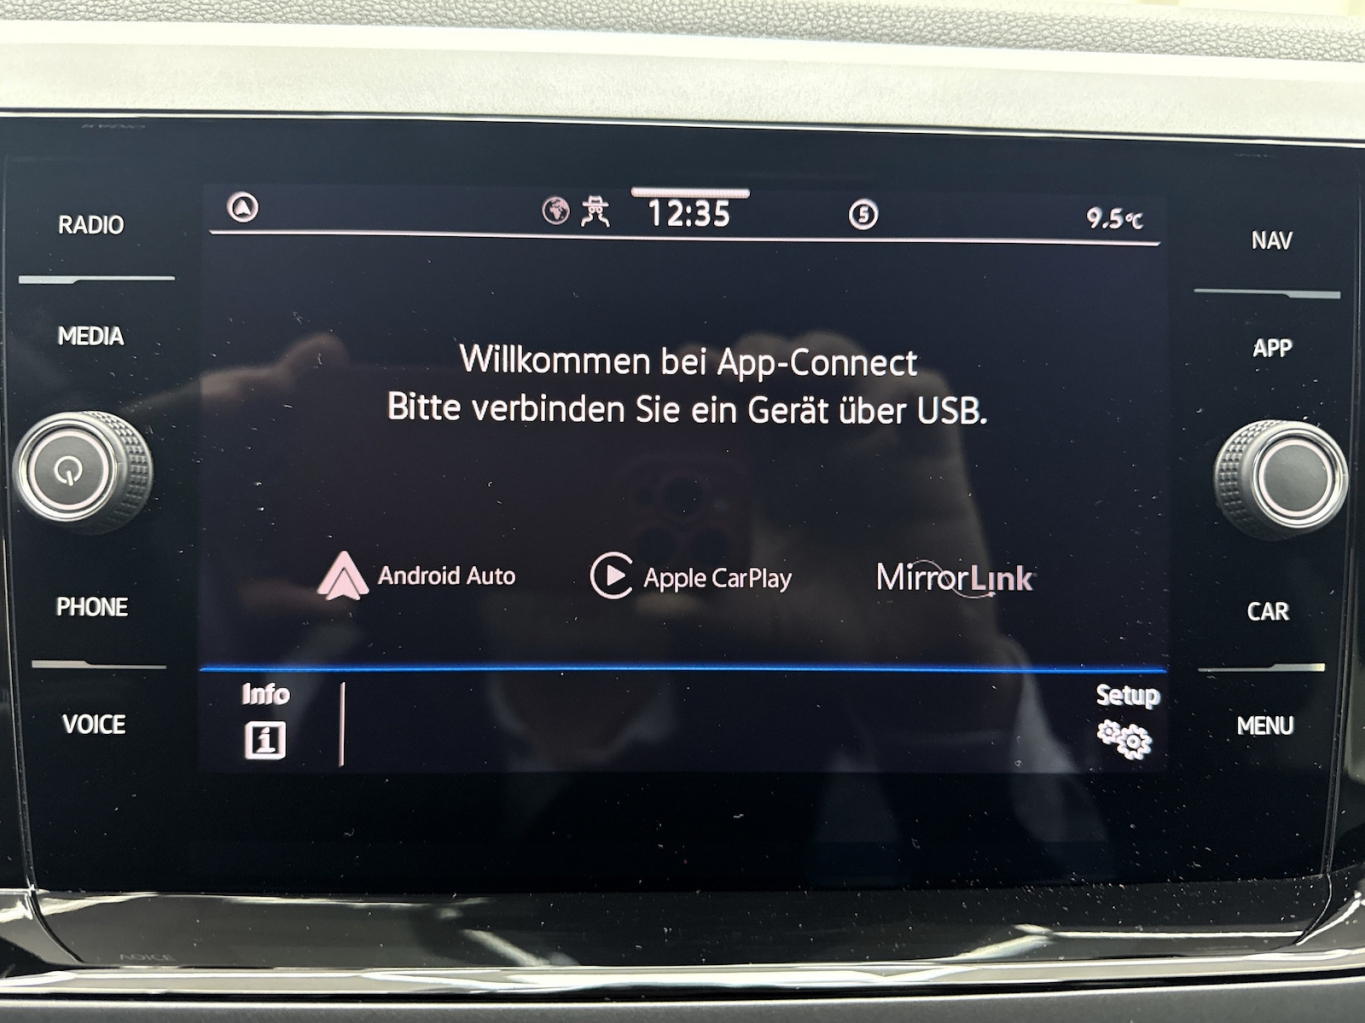 RADIO
MEDIA
PHONE
VOICE
12:35
5
9.5°C
Willkommen bei App-Connect
Bitte verbinden Sie ein Gerät über USB.
Android Auto
Apple CarPlay
MirrorLink
Info
i
Setup
NAV
APP
CAR
MENU